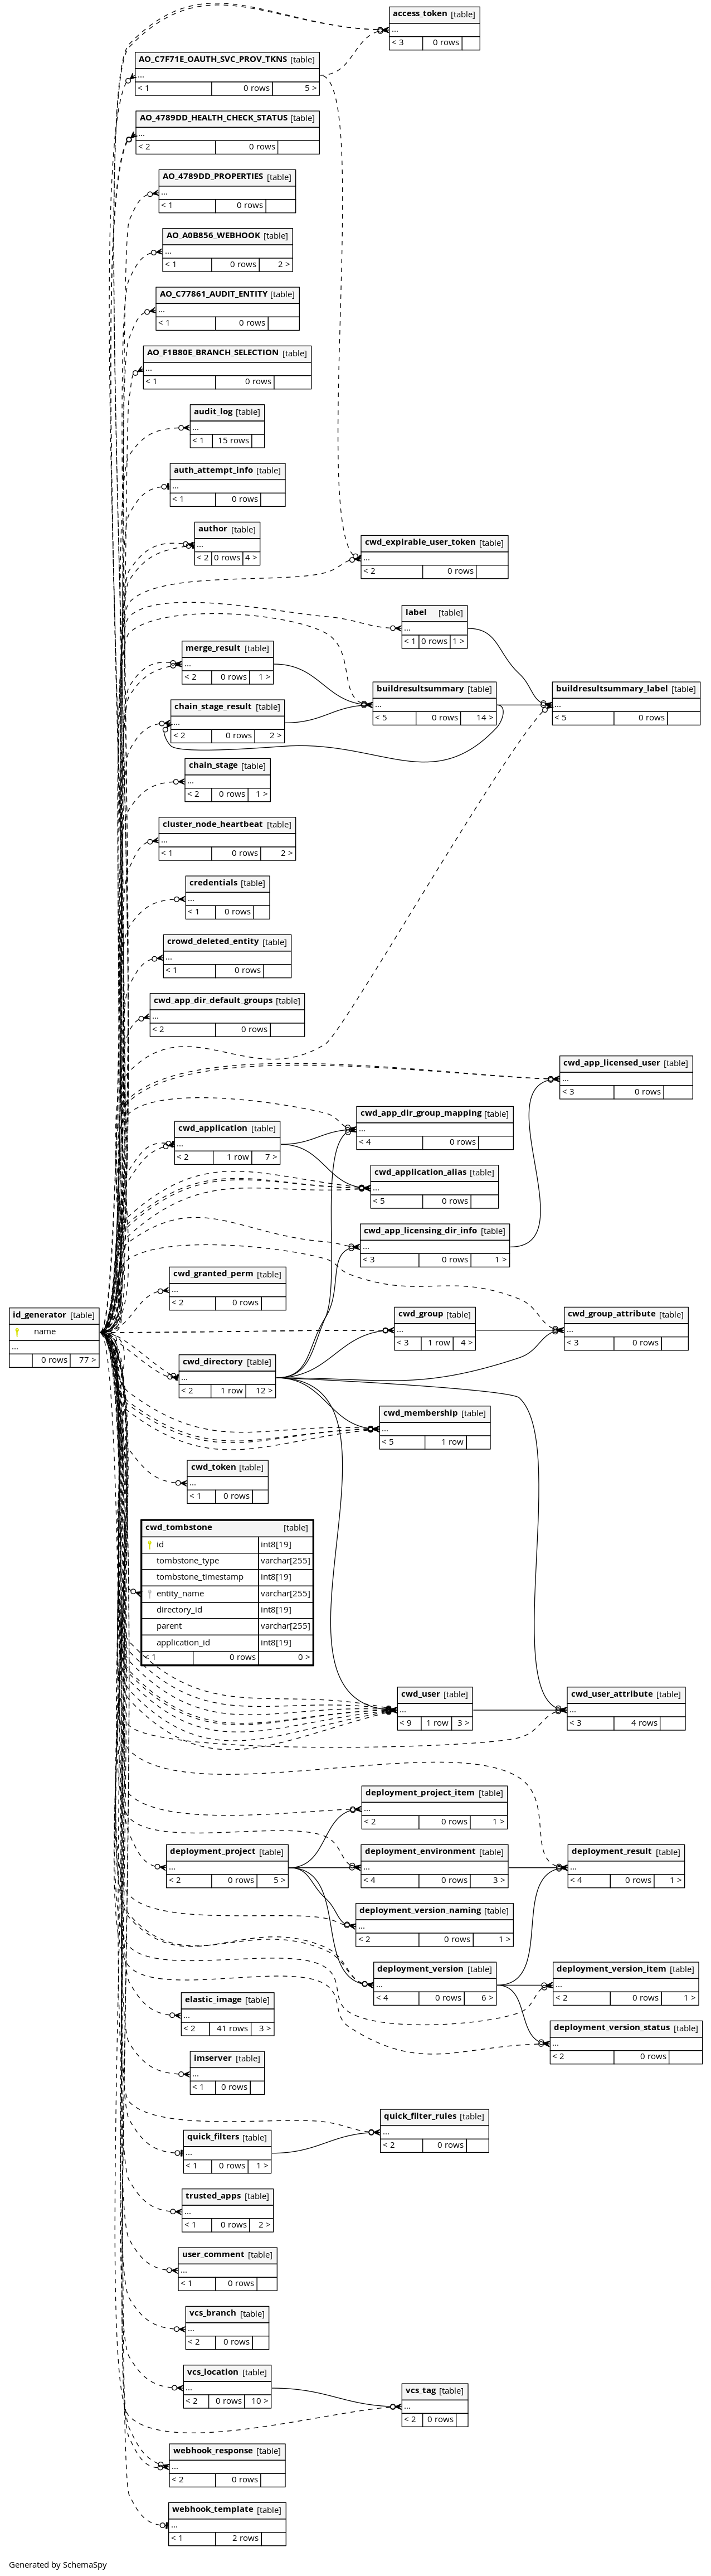 access_token [table]
...
< 3 0 rows
AO_C7F71E_OAUTH_SVC_PROV_TKNS [table]
...
< 1 0 rows 5 >
AO_4789DD_HEALTH_CHECK_STATUS [table]
...
< 2 0 rows
AO_4789DD_PROPERTIES [table]
...
< 1 0 rows
AO_A0B856_WEBHOOK [table]
...
< 1 0 rows 2 >
AO_C77861_AUDIT_ENTITY [table]
...
< 1 0 rows
AO_F1B80E_BRANCH_SELECTION [table]
...
< 1 0 rows
audit_log [table]
...
< 1 15 rows
auth_attempt_info [table]
...
< 1 0 rows
author [table]
...
< 2 0 rows 4 >
cwd_expirable_user_token [table]
...
< 2 0 rows
label [table]
...
< 1 0 rows 1 >
merge_result [table]
...
< 2 0 rows 1 >
buildresultsummary [table]
...
< 5 0 rows 14 >
buildresultsummary_label [table]
...
< 5 0 rows
chain_stage_result [table]
...
< 2 0 rows 2 >
chain_stage [table]
...
< 2 0 rows 1 >
cluster_node_heartbeat [table]
...
< 1 0 rows 2 >
credentials [table]
...
< 1 0 rows
crowd_deleted_entity [table]
...
< 1 0 rows
cwd_app_dir_default_groups [table]
...
< 2 0 rows
cwd_app_licensed_user [table]
...
< 3 0 rows
cwd_app_dir_group_mapping [table]
...
< 4 0 rows
cwd_application [table]
...
< 2 1 row 7 >
cwd_application_alias [table]
...
< 5 0 rows
cwd_app_licensing_dir_info [table]
...
< 3 0 rows 1 >
cwd_granted_perm [table]
...
< 2 0 rows
id_generator [table]
name
...
0 rows 77 >
cwd_group [table]
...
< 3 1 row 4 >
cwd_group_attribute [table]
...
< 3 0 rows
cwd_directory [table]
...
< 2 1 row 12 >
cwd_membership [table]
...
< 5 1 row
cwd_token [table]
...
< 1 0 rows
cwd_tombstone [table]
id int8[19]
tombstone_type varchar[255]
tombstone_timestamp int8[19]
entity_name varchar[255]
directory_id int8[19]
parent varchar[255]
application_id int8[19]
< 1 0 rows 0 >
cwd_user [table]
...
< 9 1 row 3 >
cwd_user_attribute [table]
...
< 3 4 rows
deployment_project_item [table]
...
< 2 0 rows 1 >
deployment_project [table]
...
< 2 0 rows 5 >
deployment_environment [table]
...
< 4 0 rows 3 >
deployment_result [table]
...
< 4 0 rows 1 >
deployment_version_naming [table]
...
< 2 0 rows 1 >
deployment_version [table]
...
< 4 0 rows 6 >
deployment_version_item [table]
...
< 2 0 rows 1 >
elastic_image [table]
...
< 2 41 rows 3 >
deployment_version_status [table]
...
< 2 0 rows
imserver [table]
...
< 1 0 rows
quick_filter_rules [table]
...
< 2 0 rows
quick_filters [table]
...
< 1 0 rows 1 >
trusted_apps [table]
...
< 1 0 rows 2 >
user_comment [table]
...
< 1 0 rows
vcs_branch [table]
...
< 2 0 rows
vcs_location [table]
...
< 2 0 rows 10 >
vcs_tag [table]
...
< 2 0 rows
webhook_response [table]
...
< 2 0 rows
webhook_template [table]
...
< 1 2 rows
Generated by SchemaSpy